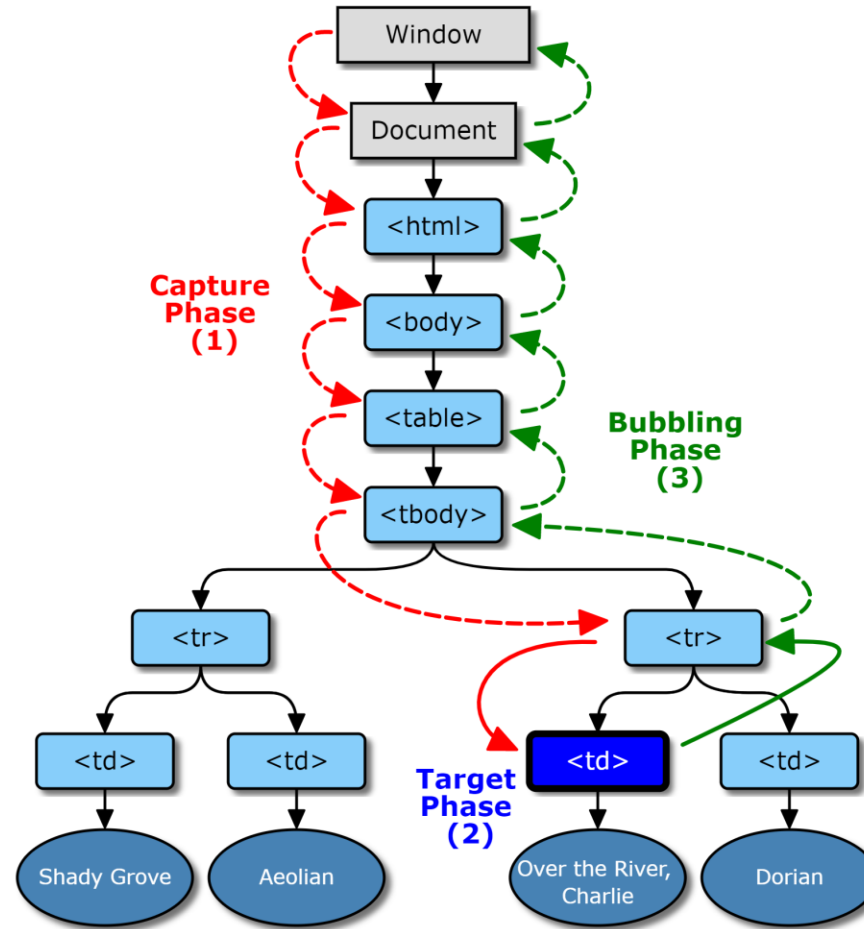 Window
Document
<html>
Capture
Phase
(1)
<body>
<table>
Bubbling
Phase
(3)
<tbody>
<tr>
<tr>
<td>
<td>
<td>
<td>
Target
Phase
(2)
Shady Grove
Aeolian
Over the River,
Charlie
Dorian